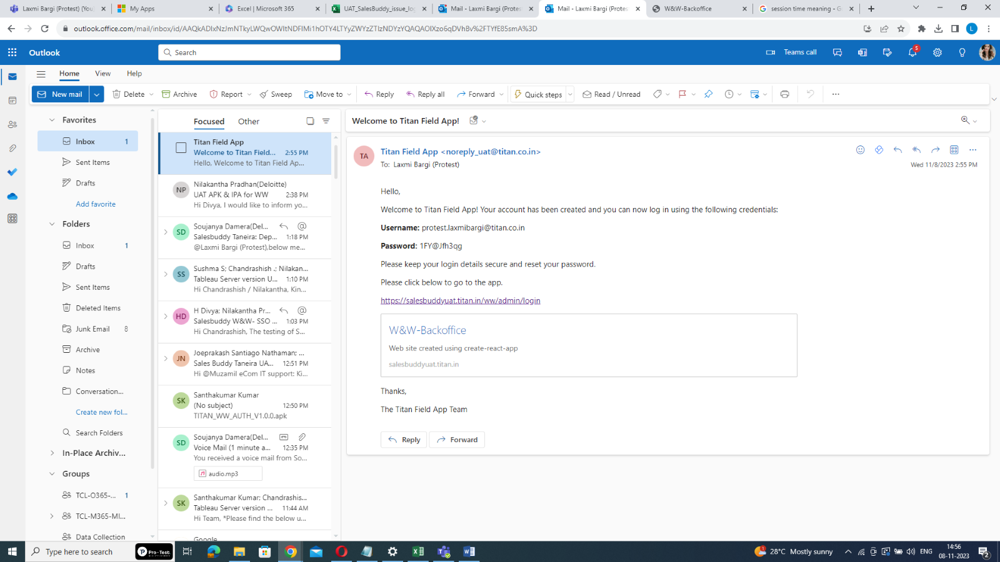 Laxmi Bargi (Protest) (You)
My Apps
Excel | Microsoft 365
UAT_SalesBuddy_issue_lo
Mail - Laxmi Bargi (Protes
Mail - Laxmi Bargi (Protes
W&W-Backoffice
session time meaning - G
outlook.office.com/mail/inbox/id/AAQkADIxNzJmNTkyLWQwOWItNDFlMi1hOTY4LTYyZWYzZTIzNDYzYQAQAOIXzo6qDVhBv%2FTYfE85smA%3D
L
Outlook
Search
Teams call
5
Home View Help
New mail
Delete
Archive
Report
Sweep
Move to
Reply
Reply all
Forward
Quick steps
Read / Unread
Favorites
Inbox 1
Sent Items
Drafts
Add favorite
Folders
Inbox 1
Drafts
Sent Items
Deleted Items
Junk Email 8
Archive
Notes
Conversation...
Create new fol...
Search Folders
In-Place Archiv...
Groups
TCL-O365-... 1
TCL-M365-MI...
Data Collection
Focused Other
Titan Field App
Welcome to Titan Field... 2:55 PM
Hello, Welcome to Titan Field Ap...
NP
Nilakantha Pradhan(Deloitte)
UAT APK & IPA for WW 2:38 PM
Hi Divya, I would like to inform yo...
SD
Soujanya Damera(Del...
Salesbuddy Taneira: Dep... 1:18 PM
@Laxmi Bargi (Protest),below me...
SS
Sushma S; Chandrashish .; Nilakan...
Tableau Server version U... 1:10 PM
Hi Chandrashish / Nilakantha, Kin...
HD
H Divya; Nilakantha Pr...
Salesbuddy W&W- SSO ... 1:03 PM
Hi Chandrashish, The testing of S...
JN
Joeprakash Santiago Nathaman; ...
Sales Buddy Taneira UA... 12:51 PM
Hi @Muzamil eCom IT support: Ki...
SK
Santhakumar Kumar
(No subject) 12:50 PM
TITAN_WW_AUTH_V1.0.0.apk
SD
Soujanya Damera(Del...
Voice Mail (1 minute a... 12:35 PM
You received a voice mail from So...
audio.mp3
SK
Santhakumar Kumar; Chandrashis...
Tableau Server version ... 11:44 AM
Hi Team, *Please find the below u...
Google
Welcome to Titan Field App!
TA
Titan Field App <noreply_uat@titan.co.in>
To: Laxmi Bargi (Protest)
Wed 11/8/2023 2:55 PM
Hello,
Welcome to Titan Field App! Your account has been created and you can now log in using the following credentials:
Username: protest.laxmibargi@titan.co.in
Password: 1FY@Jfh3qg
Please keep your login details secure and reset your password.
Please click below to go to the app.
https://salesbuddyuat.titan.in/ww/admin/login
W&W-Backoffice
Web site created using create-react-app
salesbuddyuat.titan.in
Thanks,
The Titan Field App Team
Reply
Forward
Type here to search
Pro-Test
28°C Mostly sunny
ENG
14:56
08-11-2023
2